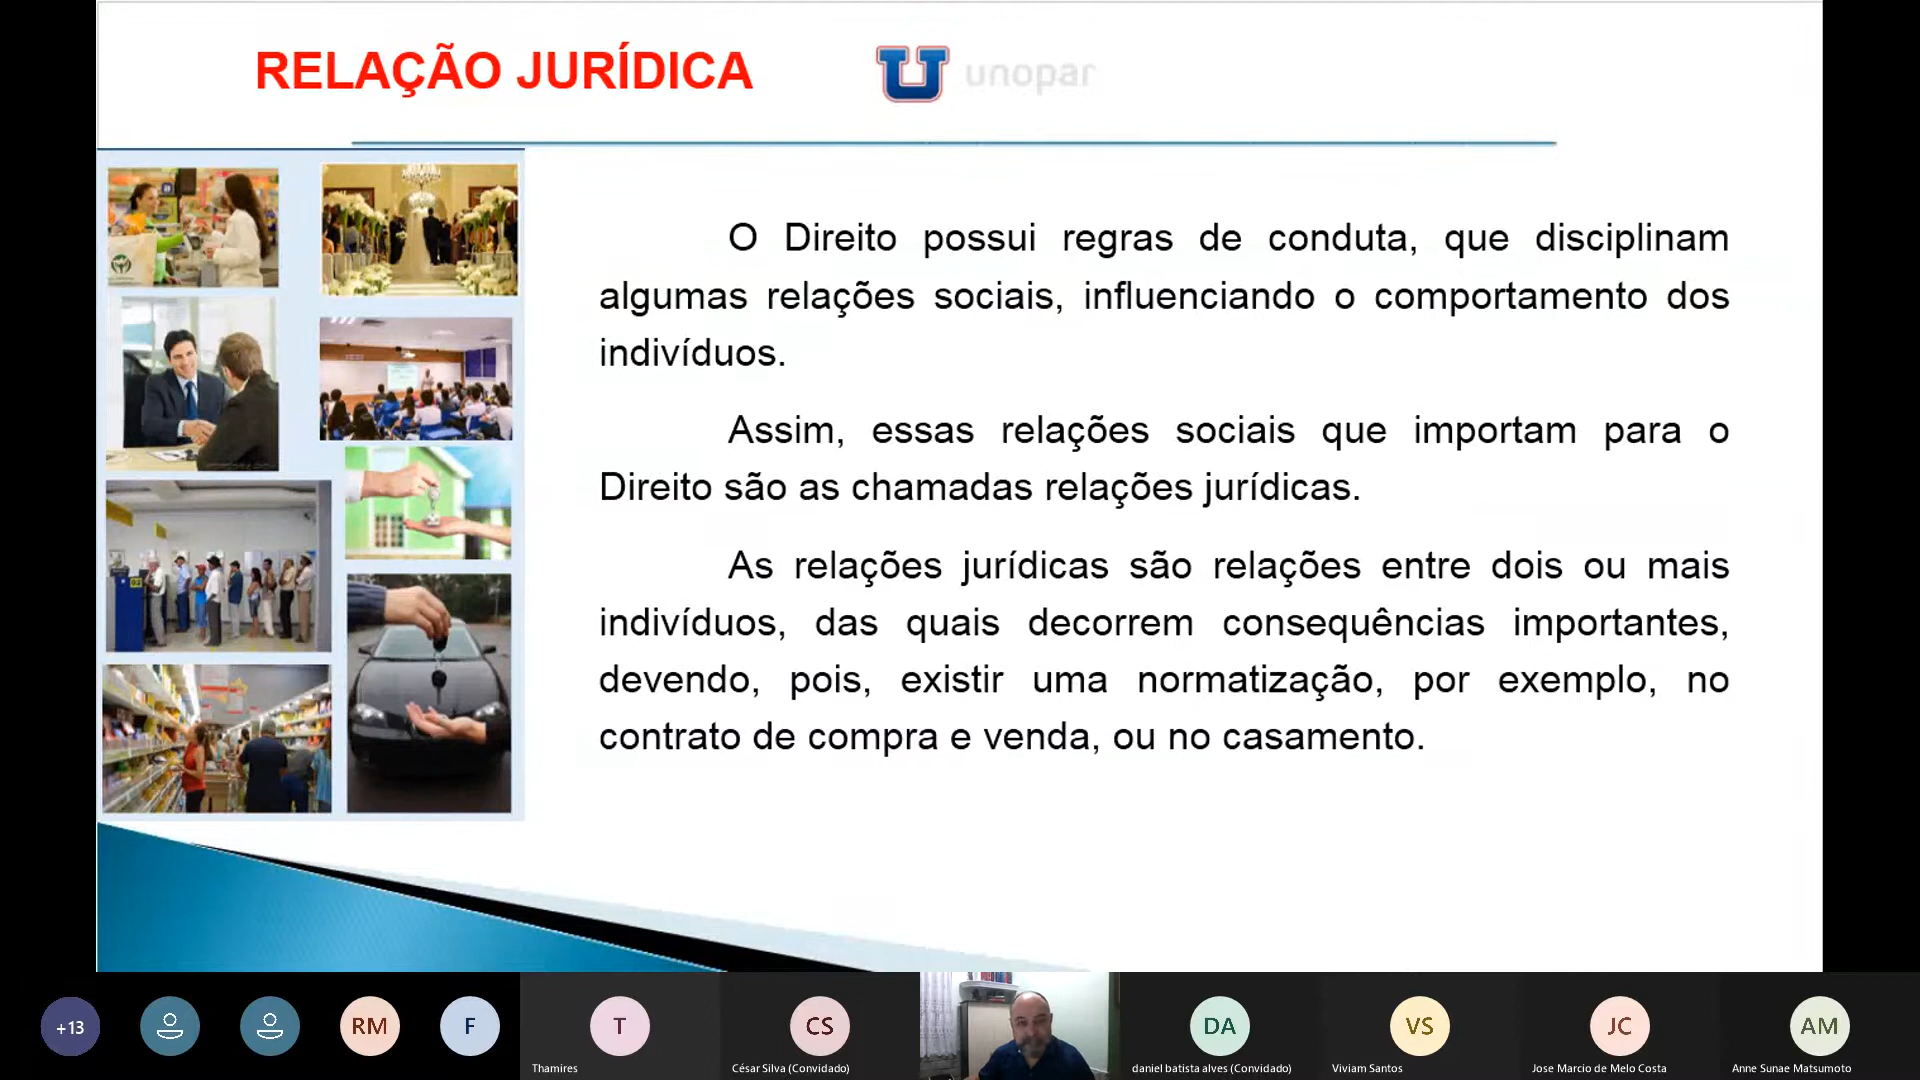 RELAÇÃO JURÍDICA
unopar
O Direito possui regras de conduta, que disciplinam
algumas relações sociais, influenciando o comportamento dos
indivíduos.
Assim, essas relações sociais que importam para o
Direito são as chamadas relações jurídicas.
As relações jurídicas são relações entre dois ou mais
indivíduos, das quais decorrem consequências importantes,
devendo, pois, existir uma normatização, por exemplo, no
contrato de compra e venda, ou no casamento.
+13
RM
F
T
CS
DA
VS
JC
AM
Thamires
César Silva (Convidado)
daniel batista alves (Convidado)
Viviam Santos
Jose Marcio de Melo Costa
Anne Sunae Matsumoto